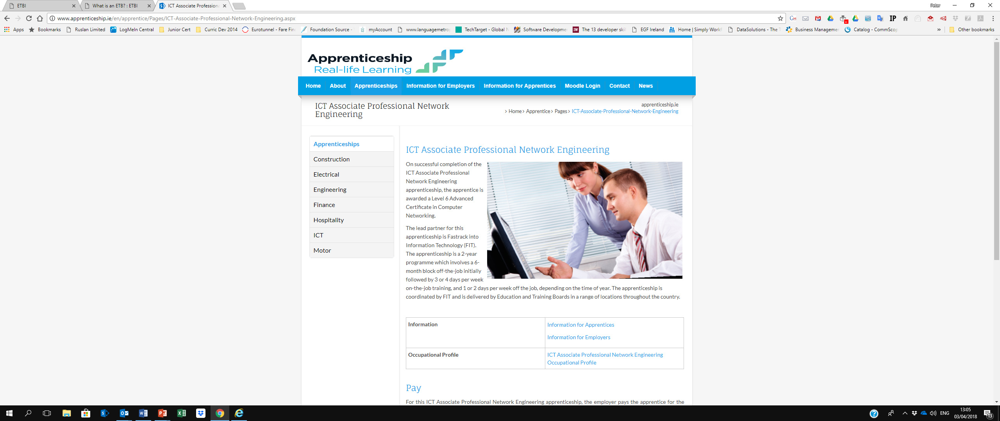 ETBI
What is an ETB? : ETBI
ICT Associate Professiona
Peter
www.apprenticeship.ie/en/apprentice/Pages/ICT-Associate-Professional-Network-Engineering.aspx
Apps
Bookmarks
Ruslan Limited
LogMeIn Central
Junior Cert
Curric Dev 2014
Eurotunnel - Fare Fin
Foundation Source -
myAccount
www.languagemetro
TechTarget - Global N
Software Developme
The 13 developer skil
EGF Ireland
Home | Simply Workf
DataSolutions - The T
Business Managemen
Catalog - CommScop
»
Other bookmarks
Apprenticeship
Real-life Learning
Home
About
Apprenticeships
Information for Employers
Information for Apprentices
Moodle Login
Contact
News
ICT Associate Professional Network
Engineering
apprenticeship.ie
> Home > Apprentice > Pages > ICT-Associate-Professional-Network-Engineering
Apprenticeships
Construction
Electrical
Engineering
Finance
Hospitality
ICT
Motor
ICT Associate Professional Network Engineering
On successful completion of the
ICT Associate Professional
Network Engineering
apprenticeship, the apprentice is
awarded a Level 6 Advanced
Certificate in Computer
Networking.
The lead partner for this
apprenticeship is Fastrack into
Information Technology (FIT).
The apprenticeship is a 2-year
programme which involves a 6-
month block off-the-job initially
followed by 3 or 4 days per week
on-the-job training, and 1 or 2 days per week off the job, depending on the time of year. The apprenticeship is
coordinated by FIT and is delivered by Education and Training Boards in a range of locations throughout the country.
Information
Information for Apprentices
Information for Employers
Occupational Profile
ICT Associate Professional Network Engineering
Occupational Profile
Pay
For this ICT Associate Professional Network Engineering apprenticeship, the employer pays the apprentice for the
ENG
13:05
03/04/2018
13